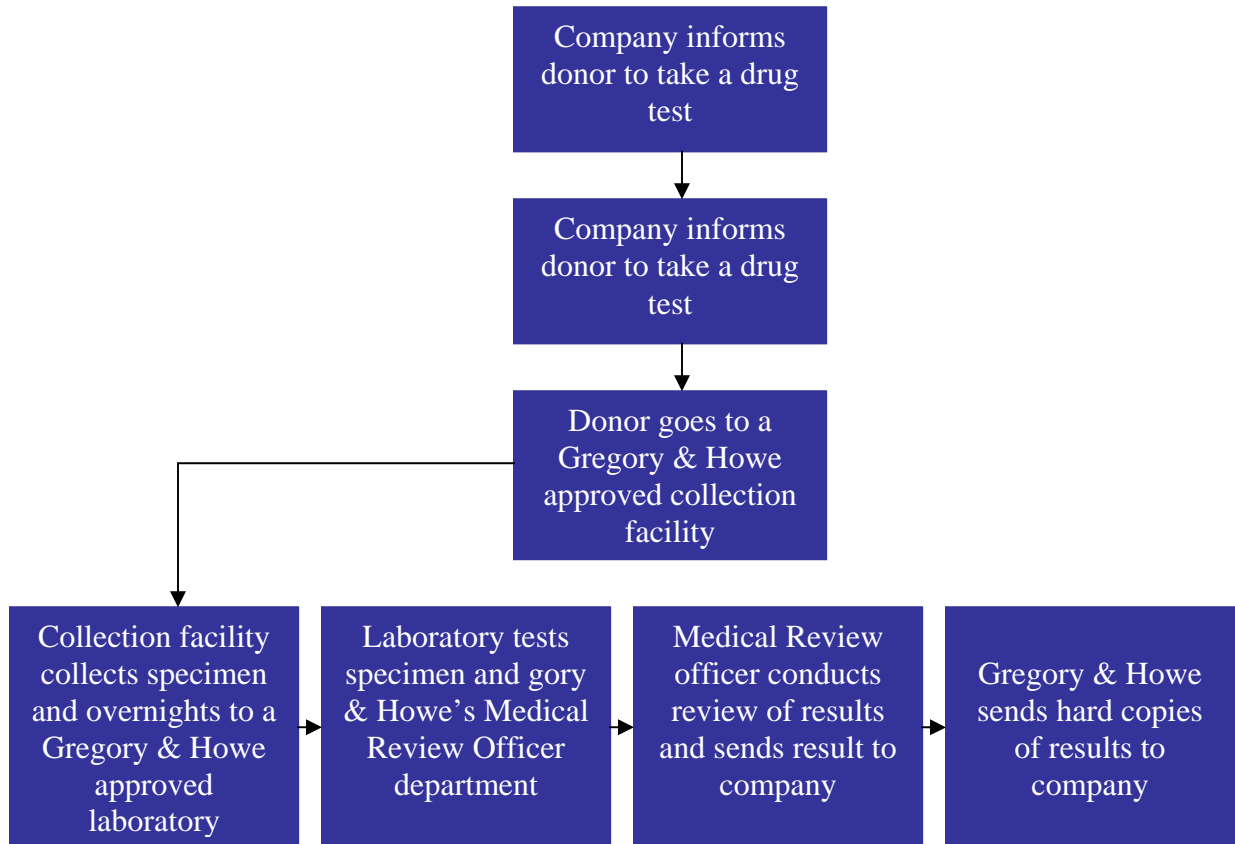 Company informs
donor to take a drug
test
Company informs
donor to take a drug
test
Donor goes to a
Gregory & Howe
approved collection
facility
Collection facility
collects specimen
and overnights to a
Gregory & Howe
approved
laboratory
Laboratory tests
specimen and gory
& Howe’s Medical
Review Officer
department
Medical Review
officer conducts
review of results
and sends result to
company
Gregory & Howe
sends hard copies
of results to
company